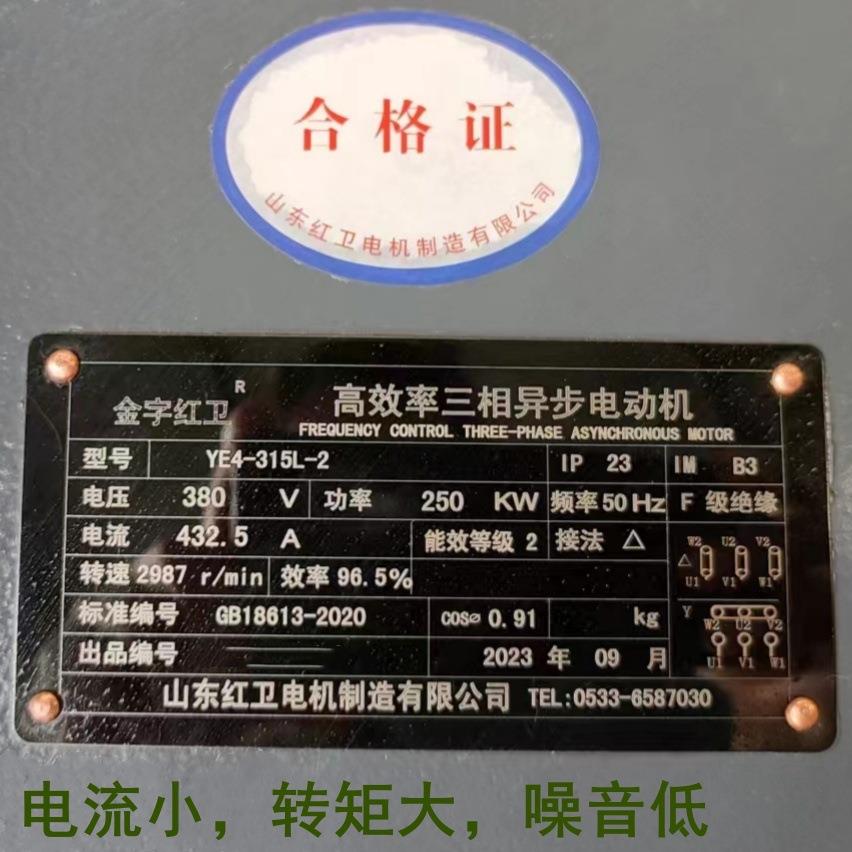 合格证
山东红卫电机制造有限公司
金字红卫 R
高效率三相异步电动机
FREQUENCY CONTROL THREE-PHASE ASYNCHRONOUS MOTOR
型号 YE4-315L-2 IP 23 IM B3
电压 380 V 功率 250 KW 频率 50 Hz F 级绝缘
电流 432.5 A 能效等级 2 接法 △
转速 2987 r/min 效率 96.5%
标准编号 GB18613-2020 COSø 0.91 kg
出品编号 2023 年 09 月
W2 U2 V2
△
U1 V1 W1
Y
W2 U2 V2
U1 V1 W1
山东红卫电机制造有限公司 TEL:0533-6587030
电流小，转矩大，噪音低